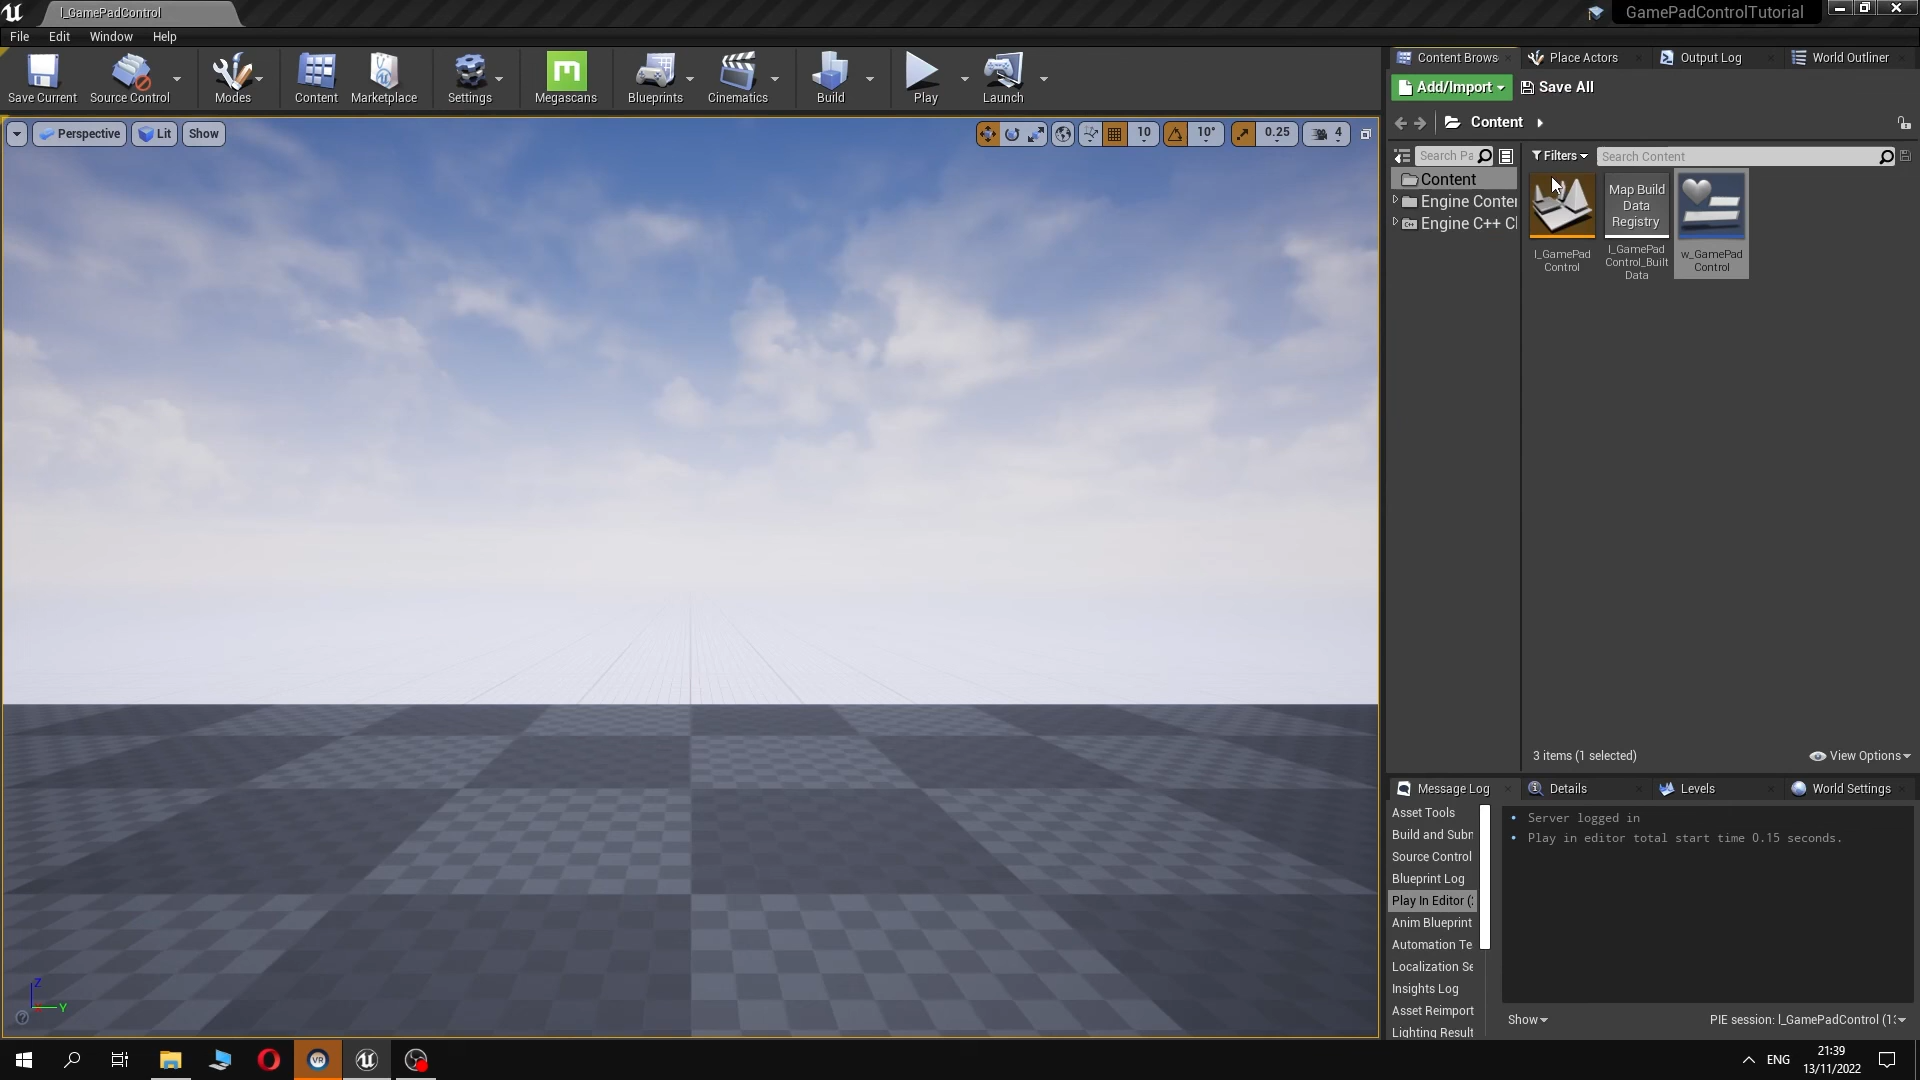 l_GamePadControl
GamePadControlTutorial
File Edit Window Help
Save Current
Source Control
Modes
Content
Marketplace
Settings
Megascans
Blueprints
Cinematics
Build
Play
Launch
Perspective
Lit
Show
10
10°
0.25
4
Content Brows
Place Actors
Output Log
World Outliner
Add/Import
Save All
Content
Search Pa
Filters
Search Content
Content
Engine Conter
Engine C++ Cl
l_GamePad
Control
Map Build
Data
Registry
l_GamePad
Control_Built
Data
w_GamePad
Control
3 items (1 selected)
View Options
Message Log
Details
Levels
World Settings
Asset Tools
Build and Subm
Source Control
Blueprint Log
Play In Editor (
Anim Blueprint
Automation Te
Localization Se
Insights Log
Asset Reimport
Lighting Result
Server logged in
Play in editor total start time 0.15 seconds.
Show
PIE session: l_GamePadControl (1
Z
Y
VR
ENG
21:39
13/11/2022